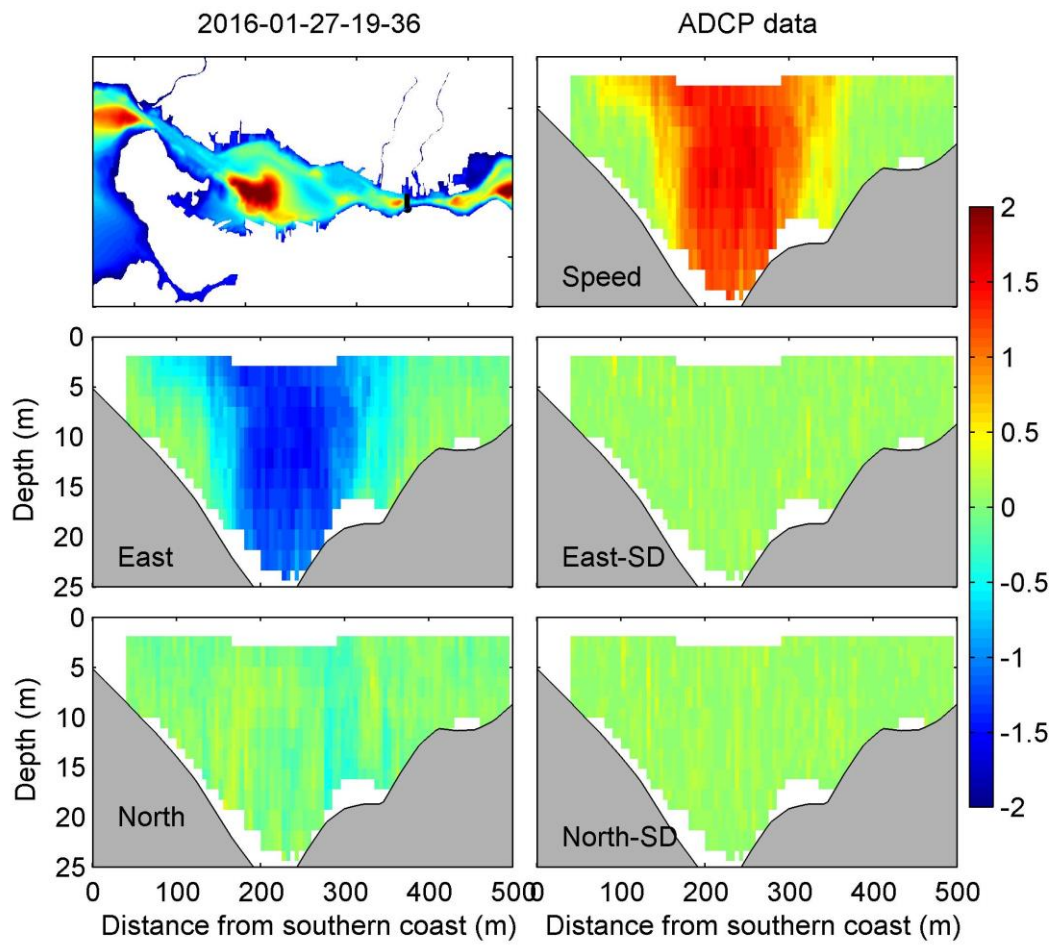 2016-01-27-19-36
ADCP data
Speed
2
1.5
1
0.5
0
-0.5
-1
-1.5
-2
0
5
10
15
20
25
Depth (m)
East
East-SD
0
5
10
15
20
25
Depth (m)
North
North-SD
0 100 200 300 400 500
0 100 200 300 400 500
Distance from southern coast (m)
Distance from southern coast (m)